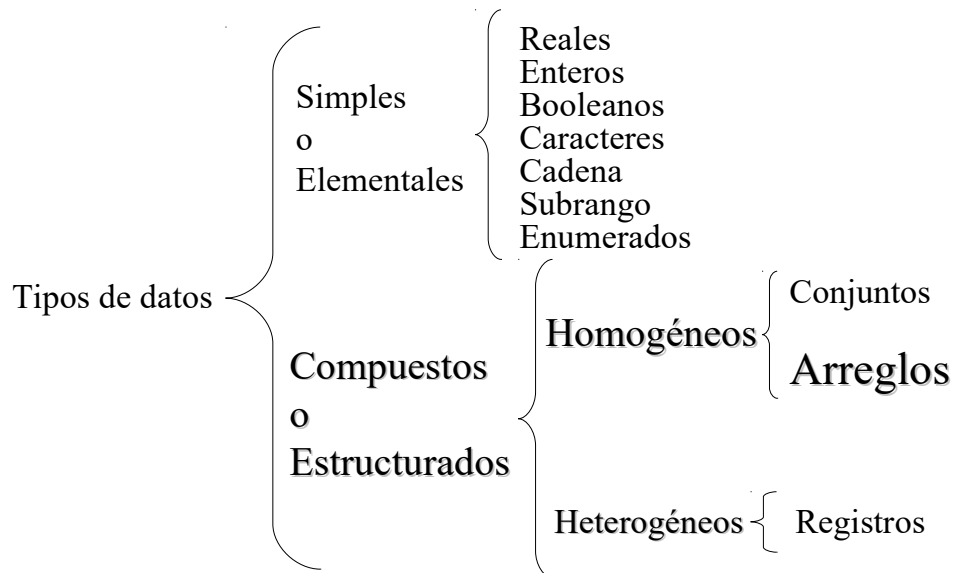 Tipos de datos
Simples
o
Elementales
Reales
Enteros
Booleanos
Caracteres
Cadena
Subrango
Enumerados
Compuestos
o
Estructurados
Homogéneos
Conjuntos
Arreglos
Heterogéneos
Registros